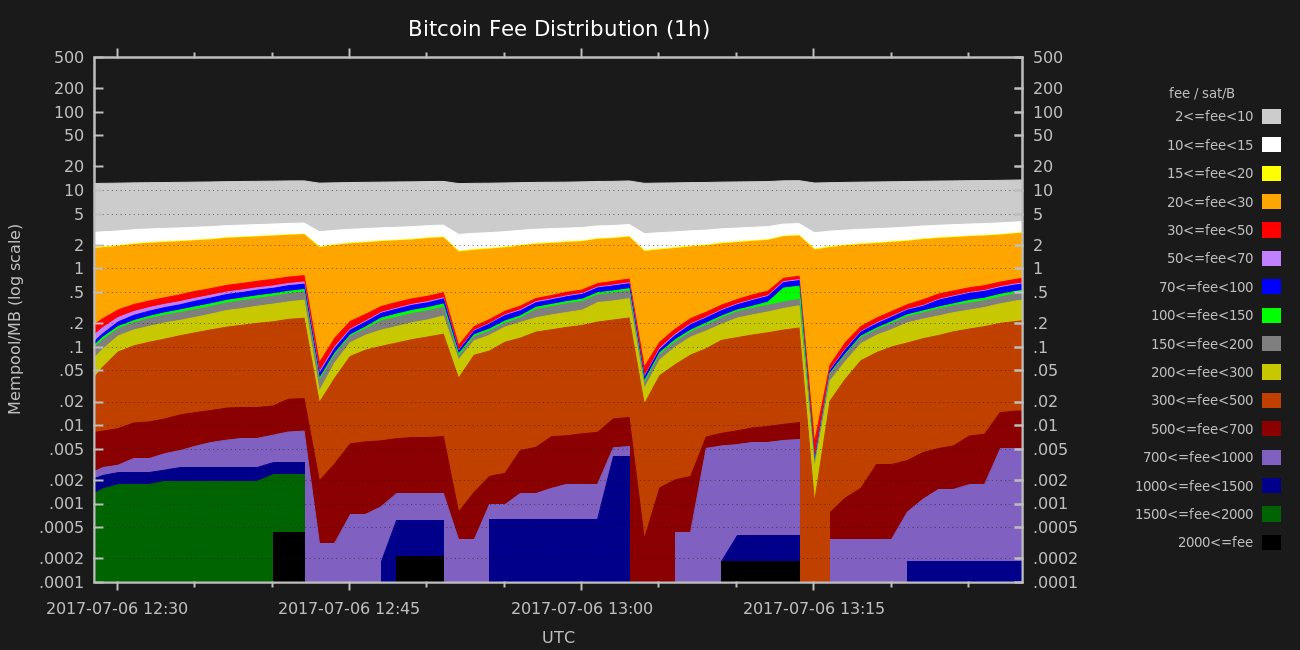 Bitcoin Fee Distribution (1h)
500
200
100
50
20
10
5
2
1
.5
.2
.1
.05
.02
.01
.005
.002
.001
.0005
.0002
.0001
Mempool/MB (log scale)
500
200
100
50
20
10
5
2
1
.5
.2
.1
.05
.02
.01
.005
.002
.001
.0005
.0002
.0001
2017-07-06 12:30 2017-07-06 12:45 2017-07-06 13:00 2017-07-06 13:15
UTC
fee / sat/B
2<=fee<10
10<=fee<15
15<=fee<20
20<=fee<30
30<=fee<50
50<=fee<70
70<=fee<100
100<=fee<150
150<=fee<200
200<=fee<300
300<=fee<500
500<=fee<700
700<=fee<1000
1000<=fee<1500
1500<=fee<2000
2000<=fee